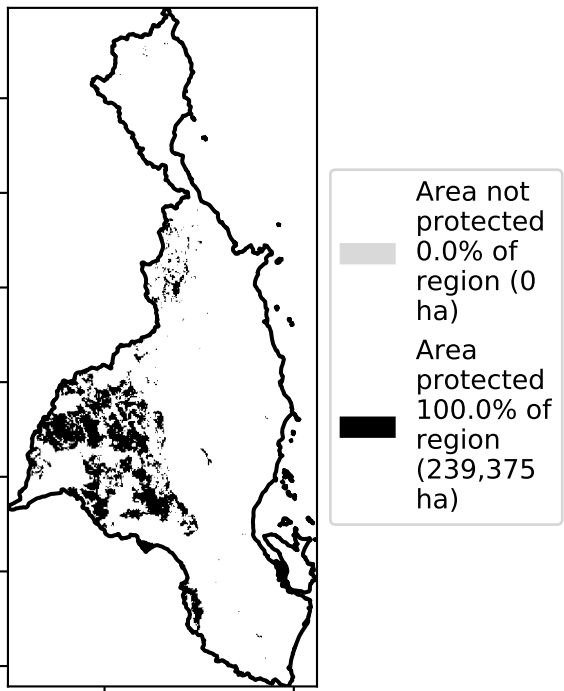 Area not
protected
0.0% of
region (0
ha)
Area
protected
100.0% of
region
(239,375
ha)